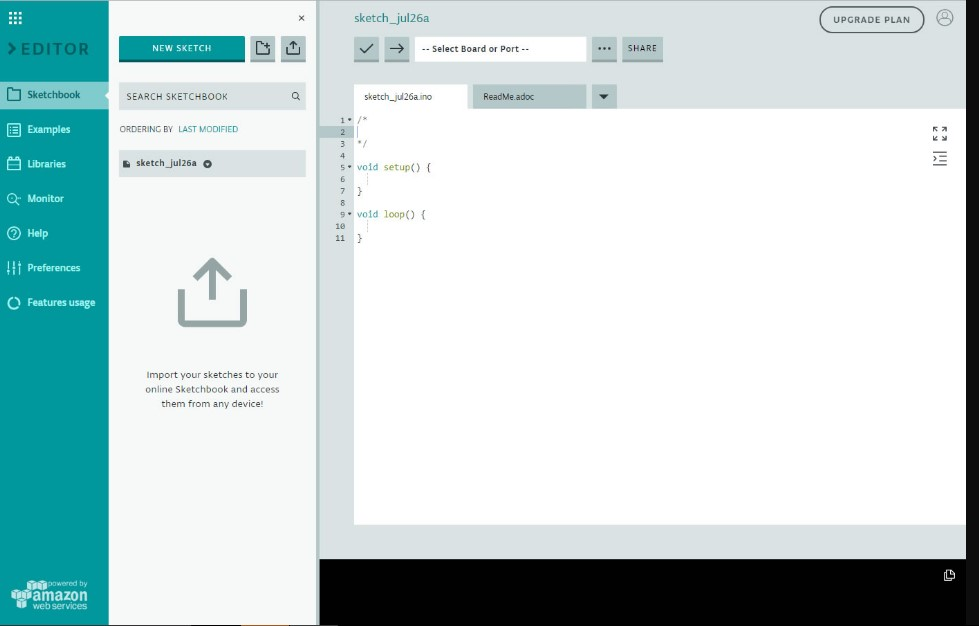 EDITOR
Sketchbook
Examples
Libraries
Monitor
Help
Preferences
Features usage
powered by
amazon
web services
×
NEW SKETCH
SEARCH SKETCHBOOK
ORDERING BY LAST MODIFIED
sketch_jul26a
Import your sketches to your
online Sketchbook and access
them from any device!
sketch_jul26a
UPGRADE PLAN
-- Select Board or Port --
•••
SHARE
sketch_jul26a.ino
ReadMe.adoc
1 /*
2
3 */
4
5 void setup() {
6
7 }
8
9 void loop() {
10
11 }